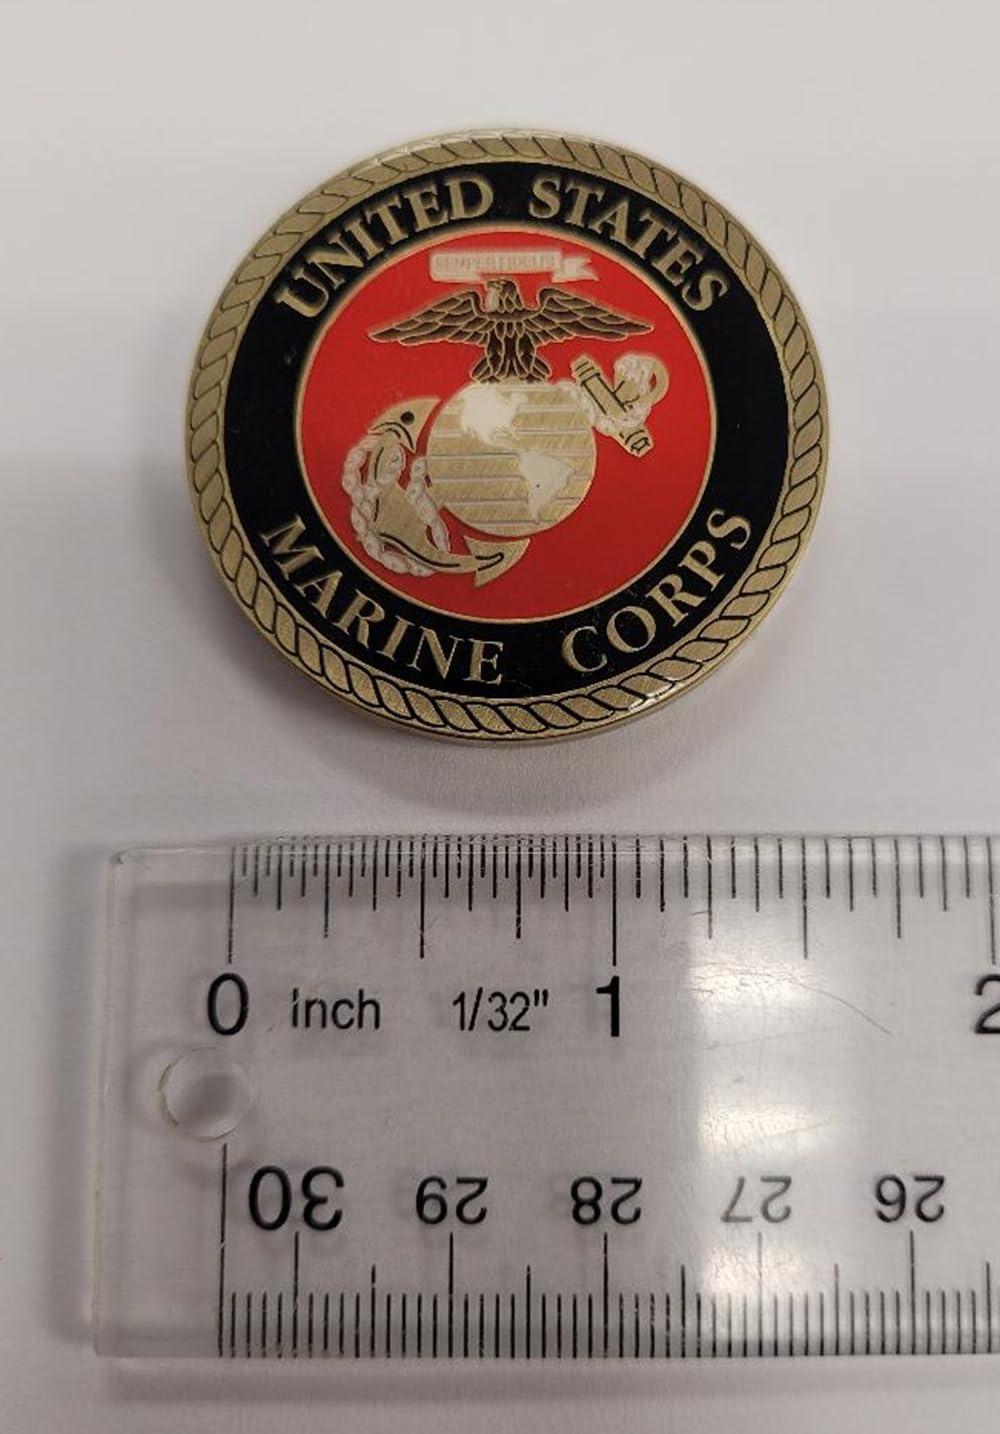 UNITED STATES
SEMPER FIDELIS
MARINE CORPS
0 inch 1/32" 1 2
30 29 28 27 26